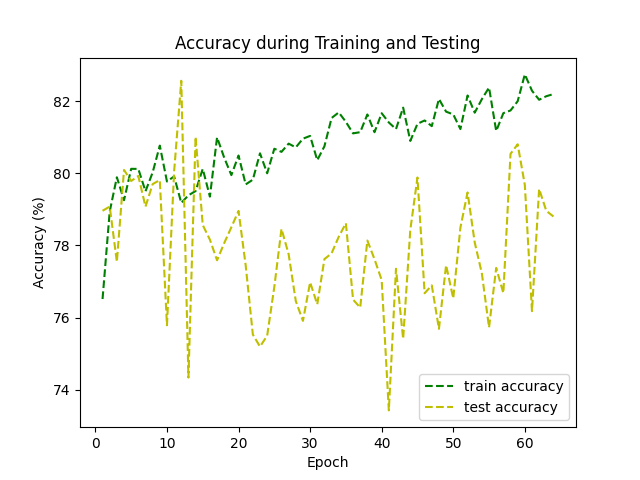 Accuracy during Training and Testing
82
80
78
76
74
Accuracy (%)
train accuracy
test accuracy
0 10 20 30 40 50 60
Epoch